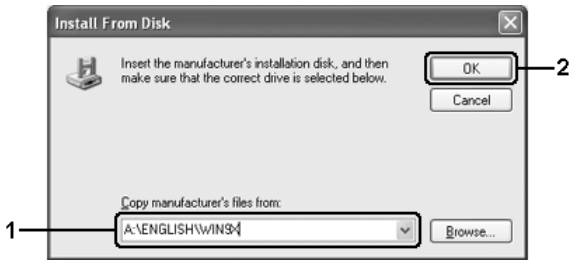 Install From Disk
Insert the manufacturer's installation disk, and then
make sure that the correct drive is selected below.
OK
2
Cancel
Copy manufacturer's files from:
1
A:\ENGLISH\WIN9X
Browse...